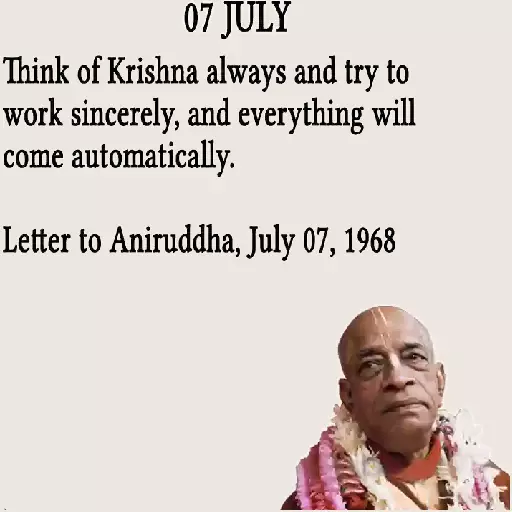 07 JULY
Think of Krishna always and try to
work sincerely, and everything will
come automatically.
Letter to Aniruddha, July 07, 1968